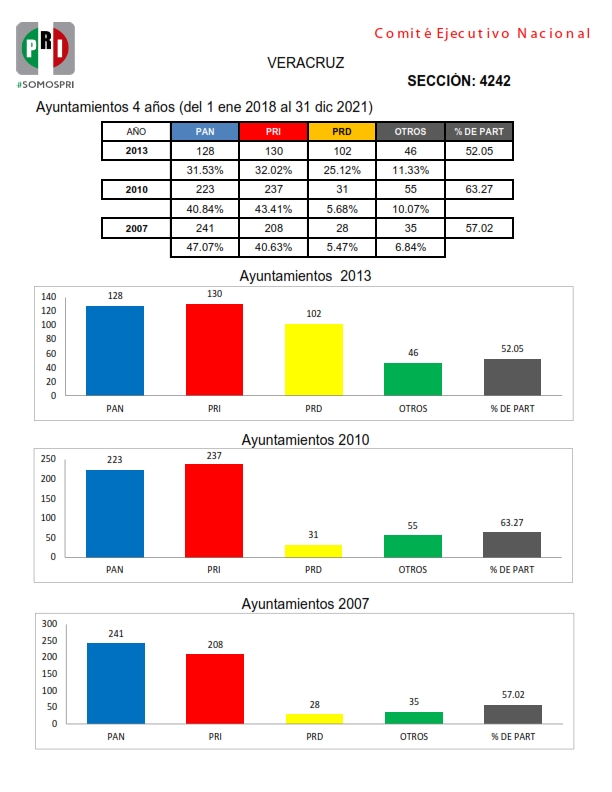 Comité Ejecutivo Nacional
PRI
#SOMOSPRI
VERACRUZ
SECCIÓN: 4242
Ayuntamientos 4 años (del 1 ene 2018 al 31 dic 2021)
AÑO PAN PRI PRD OTROS % DE PART
2013 128 130 102 46 52.05
31.53% 32.02% 25.12% 11.33%
2010 223 237 31 55 63.27
40.84% 43.41% 5.68% 10.07%
2007 241 208 28 35 57.02
47.07% 40.63% 5.47% 6.84%
Ayuntamientos 2013
140
120
100
80
60
40
20
0
128 130 102 46 52.05
PAN PRI PRD OTROS % DE PART
Ayuntamientos 2010
250
200
150
100
50
0
223 237 31 55 63.27
PAN PRI PRD OTROS % DE PART
Ayuntamientos 2007
300
250
200
150
100
50
0
241 208 28 35 57.02
PAN PRI PRD OTROS % DE PART